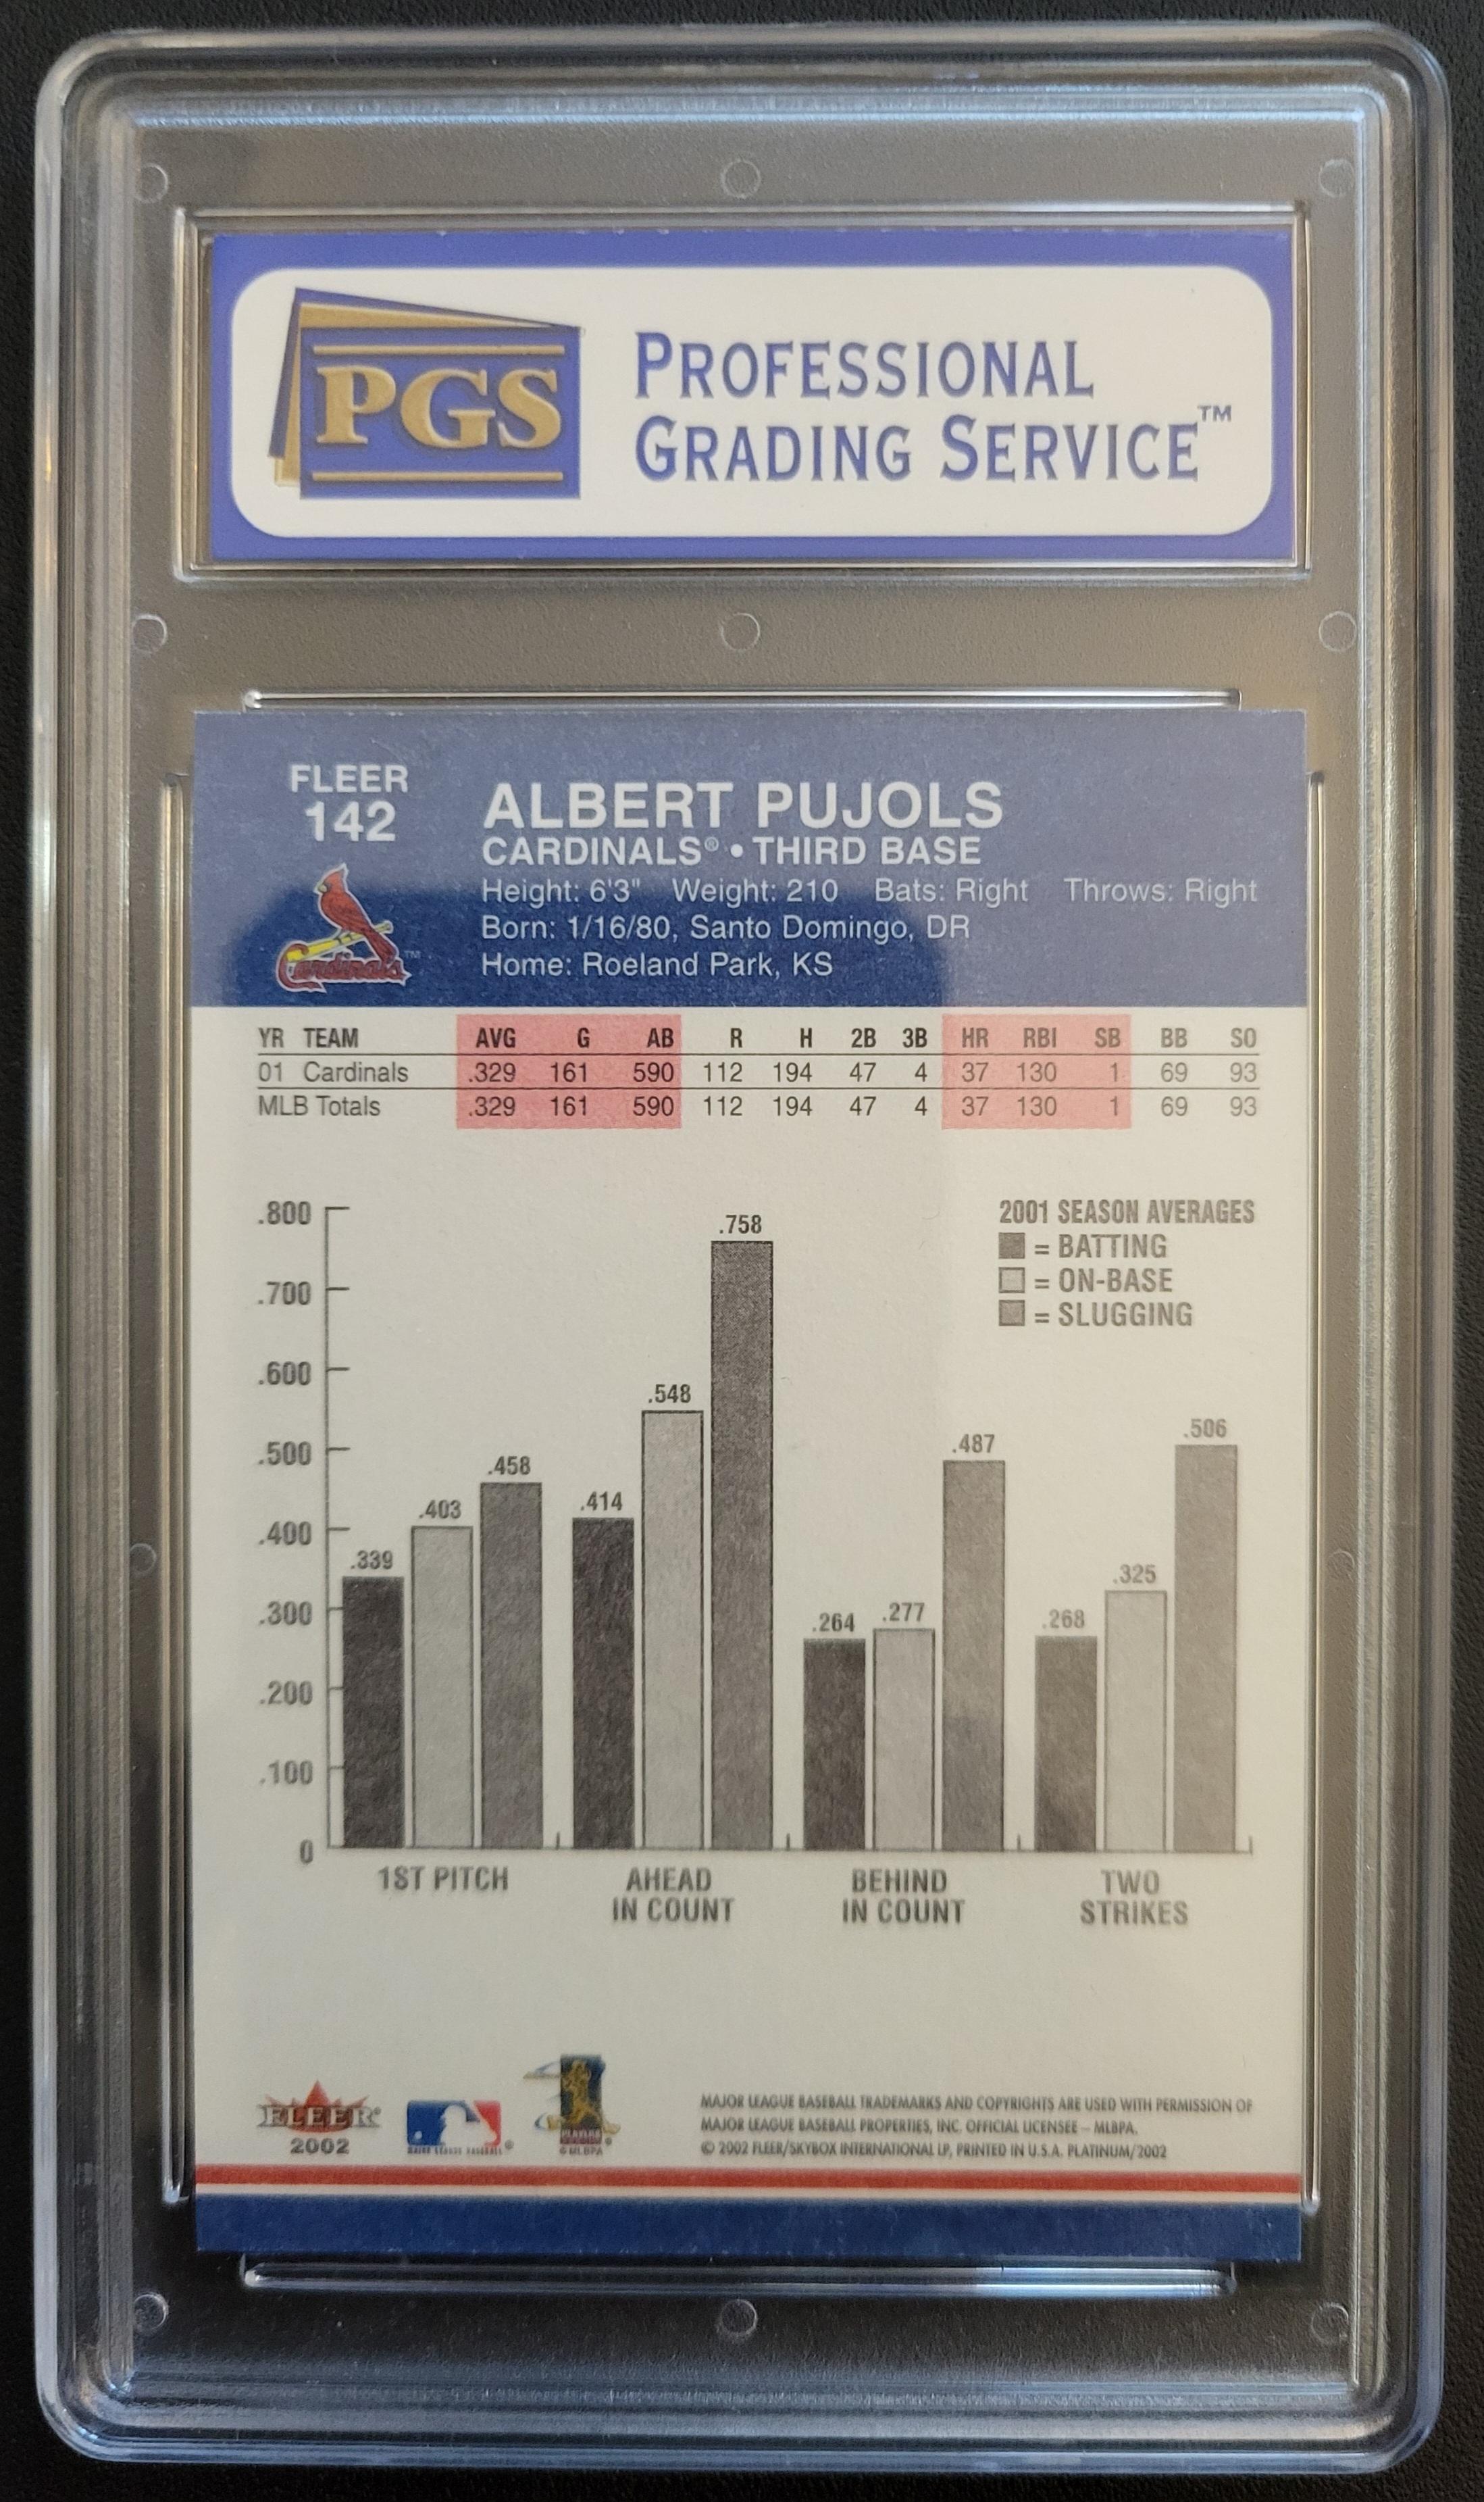 PGS
PROFESSIONAL
GRADING SERVICE™
FLEER
142
Cardinals™
ALBERT PUJOLS
CARDINALS® • THIRD BASE
Height: 6'3" Weight: 210 Bats: Right Throws: Right
Born: 1/16/80, Santo Domingo, DR
Home: Roeland Park, KS
YR TEAM AVG G AB R H 2B 3B HR RBI SB BB SO
01 Cardinals .329 161 590 112 194 47 4 37 130 1 69 93
MLB Totals .329 161 590 112 194 47 4 37 130 1 69 93
2001 SEASON AVERAGES
= BATTING
= ON-BASE
= SLUGGING
.800
.700
.600
.500
.400
.300
.200
.100
0
.339
.403
.458
.414
.548
.758
.264
.277
.487
.268
.325
.506
1ST PITCH
AHEAD
IN COUNT
BEHIND
IN COUNT
TWO
STRIKES
FLEER®
2002
MAJOR LEAGUE BASEBALL®
PLAYERS
© MLBPA
MAJOR LEAGUE BASEBALL TRADEMARKS AND COPYRIGHTS ARE USED WITH PERMISSION OF
MAJOR LEAGUE BASEBALL PROPERTIES, INC. OFFICIAL LICENSEE – MLBPA.
© 2002 FLEER/SKYBOX INTERNATIONAL LP, PRINTED IN U.S.A. PLATINUM/2002